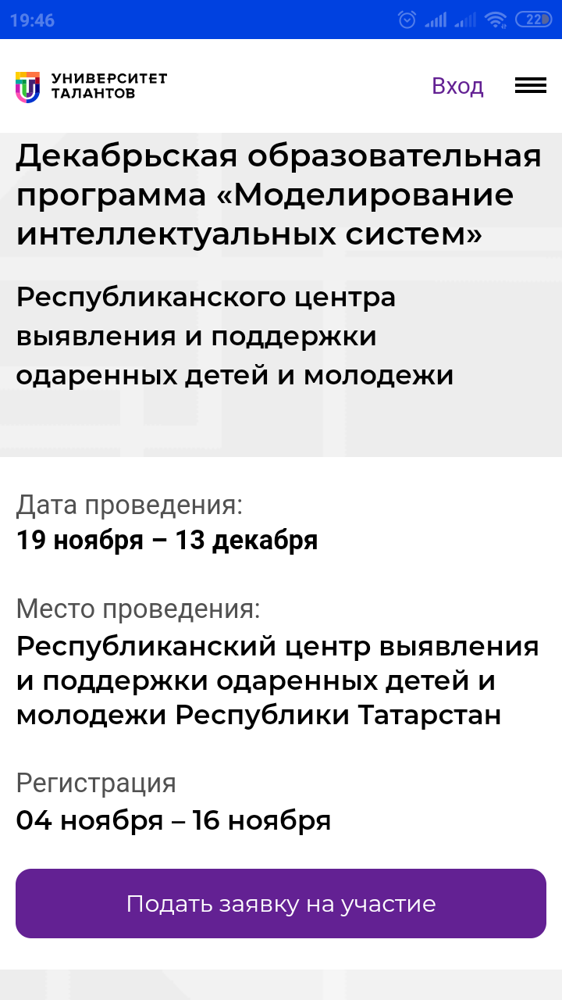 19:46
22
УНИВЕРСИТЕТ
ТАЛАНТОВ
Вход
Декабрьская образовательная
программа «Моделирование
интеллектуальных систем»
Республиканского центра
выявления и поддержки
одаренных детей и молодежи
Дата проведения:
19 ноября – 13 декабря
Место проведения:
Республиканский центр выявления
и поддержки одаренных детей и
молодежи Республики Татарстан
Регистрация
04 ноября – 16 ноября
Подать заявку на участие